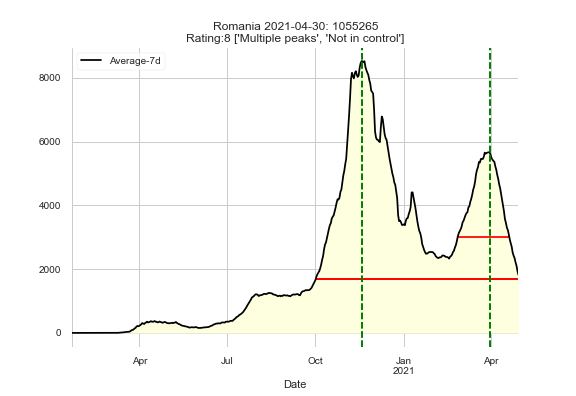 Romania 2021-04-30: 1055265
Rating:8 ['Multiple peaks', 'Not in control']
Average-7d
8000
6000
4000
2000
0
Apr
Jul
Oct
Jan
2021
Apr
Date